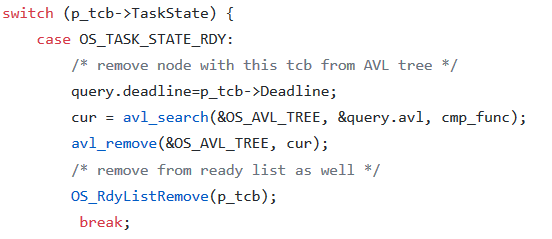 switch (p_tcb->TaskState) {
case OS_TASK_STATE_RDY:
/* remove node with this tcb from AVL tree */
query.deadline=p_tcb->Deadline;
cur = avl_search(&OS_AVL_TREE, &query.avl, cmp_func);
avl_remove(&OS_AVL_TREE, cur);
/* remove from ready list as well */
OS_RdyListRemove(p_tcb);
break;